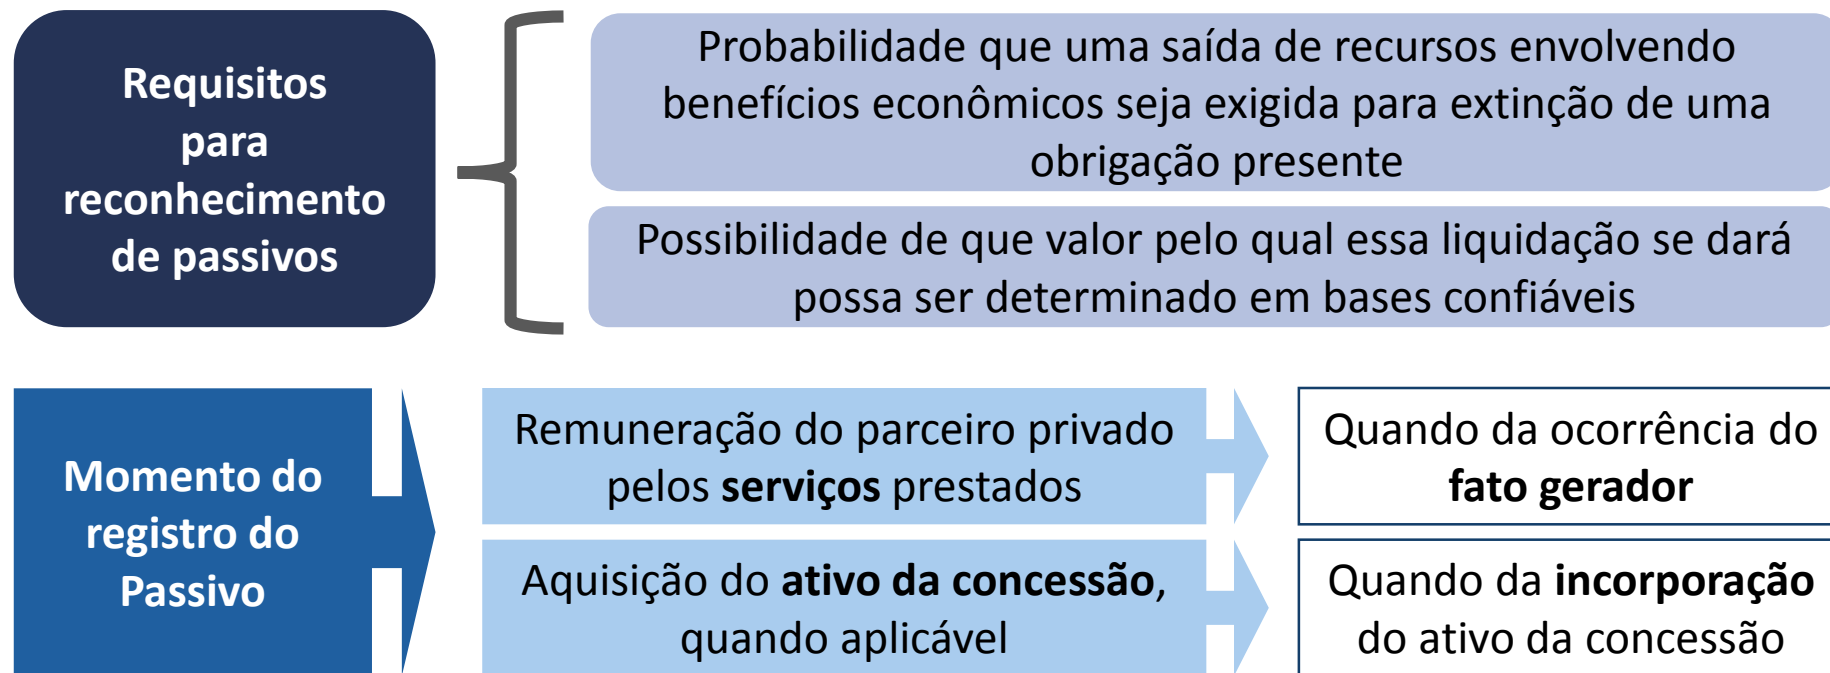 Requisitos
para
reconhecimento
de passivos
Probabilidade que uma saída de recursos envolvendo
benefícios econômicos seja exigida para extinção de uma
obrigação presente
Possibilidade de que valor pelo qual essa liquidação se dará
possa ser determinado em bases confiáveis
Momento do
registro do
Passivo
Remuneração do parceiro privado
pelos serviços prestados
Quando da ocorrência do
fato gerador
Aquisição do ativo da concessão,
quando aplicável
Quando da incorporação
do ativo da concessão